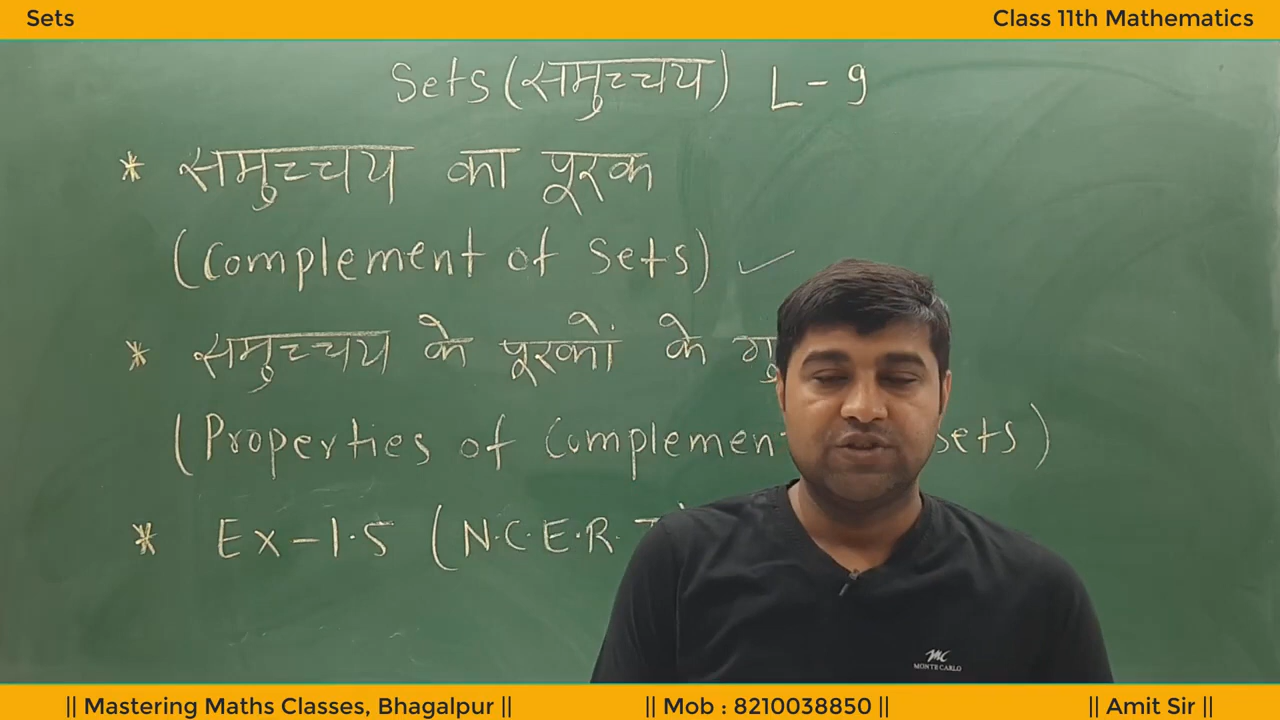 Sets Class 11th Mathematics
Sets (समुच्चय) L-9
* समुच्चय का पूरक
(Complement of Sets) ✓
* समुच्चय के पूरकों के गु
(Properties of Complemen sets)
* Ex-1.5 (N.C.E.R.T)
MC
MONTE CARLO
|| Mastering Maths Classes, Bhagalpur || || Mob : 8210038850 || || Amit Sir ||